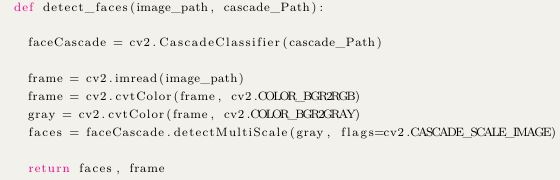 def detect_faces(image_path, cascade_Path):
faceCascade = cv2.CascadeClassifier(cascade_Path)
frame = cv2.imread(image_path)
frame = cv2.cvtColor(frame, cv2.COLOR_BGR2RGB)
gray = cv2.cvtColor(frame, cv2.COLOR_BGR2GRAY)
faces = faceCascade.detectMultiScale(gray, flags=cv2.CASCADE_SCALE_IMAGE)
return faces, frame